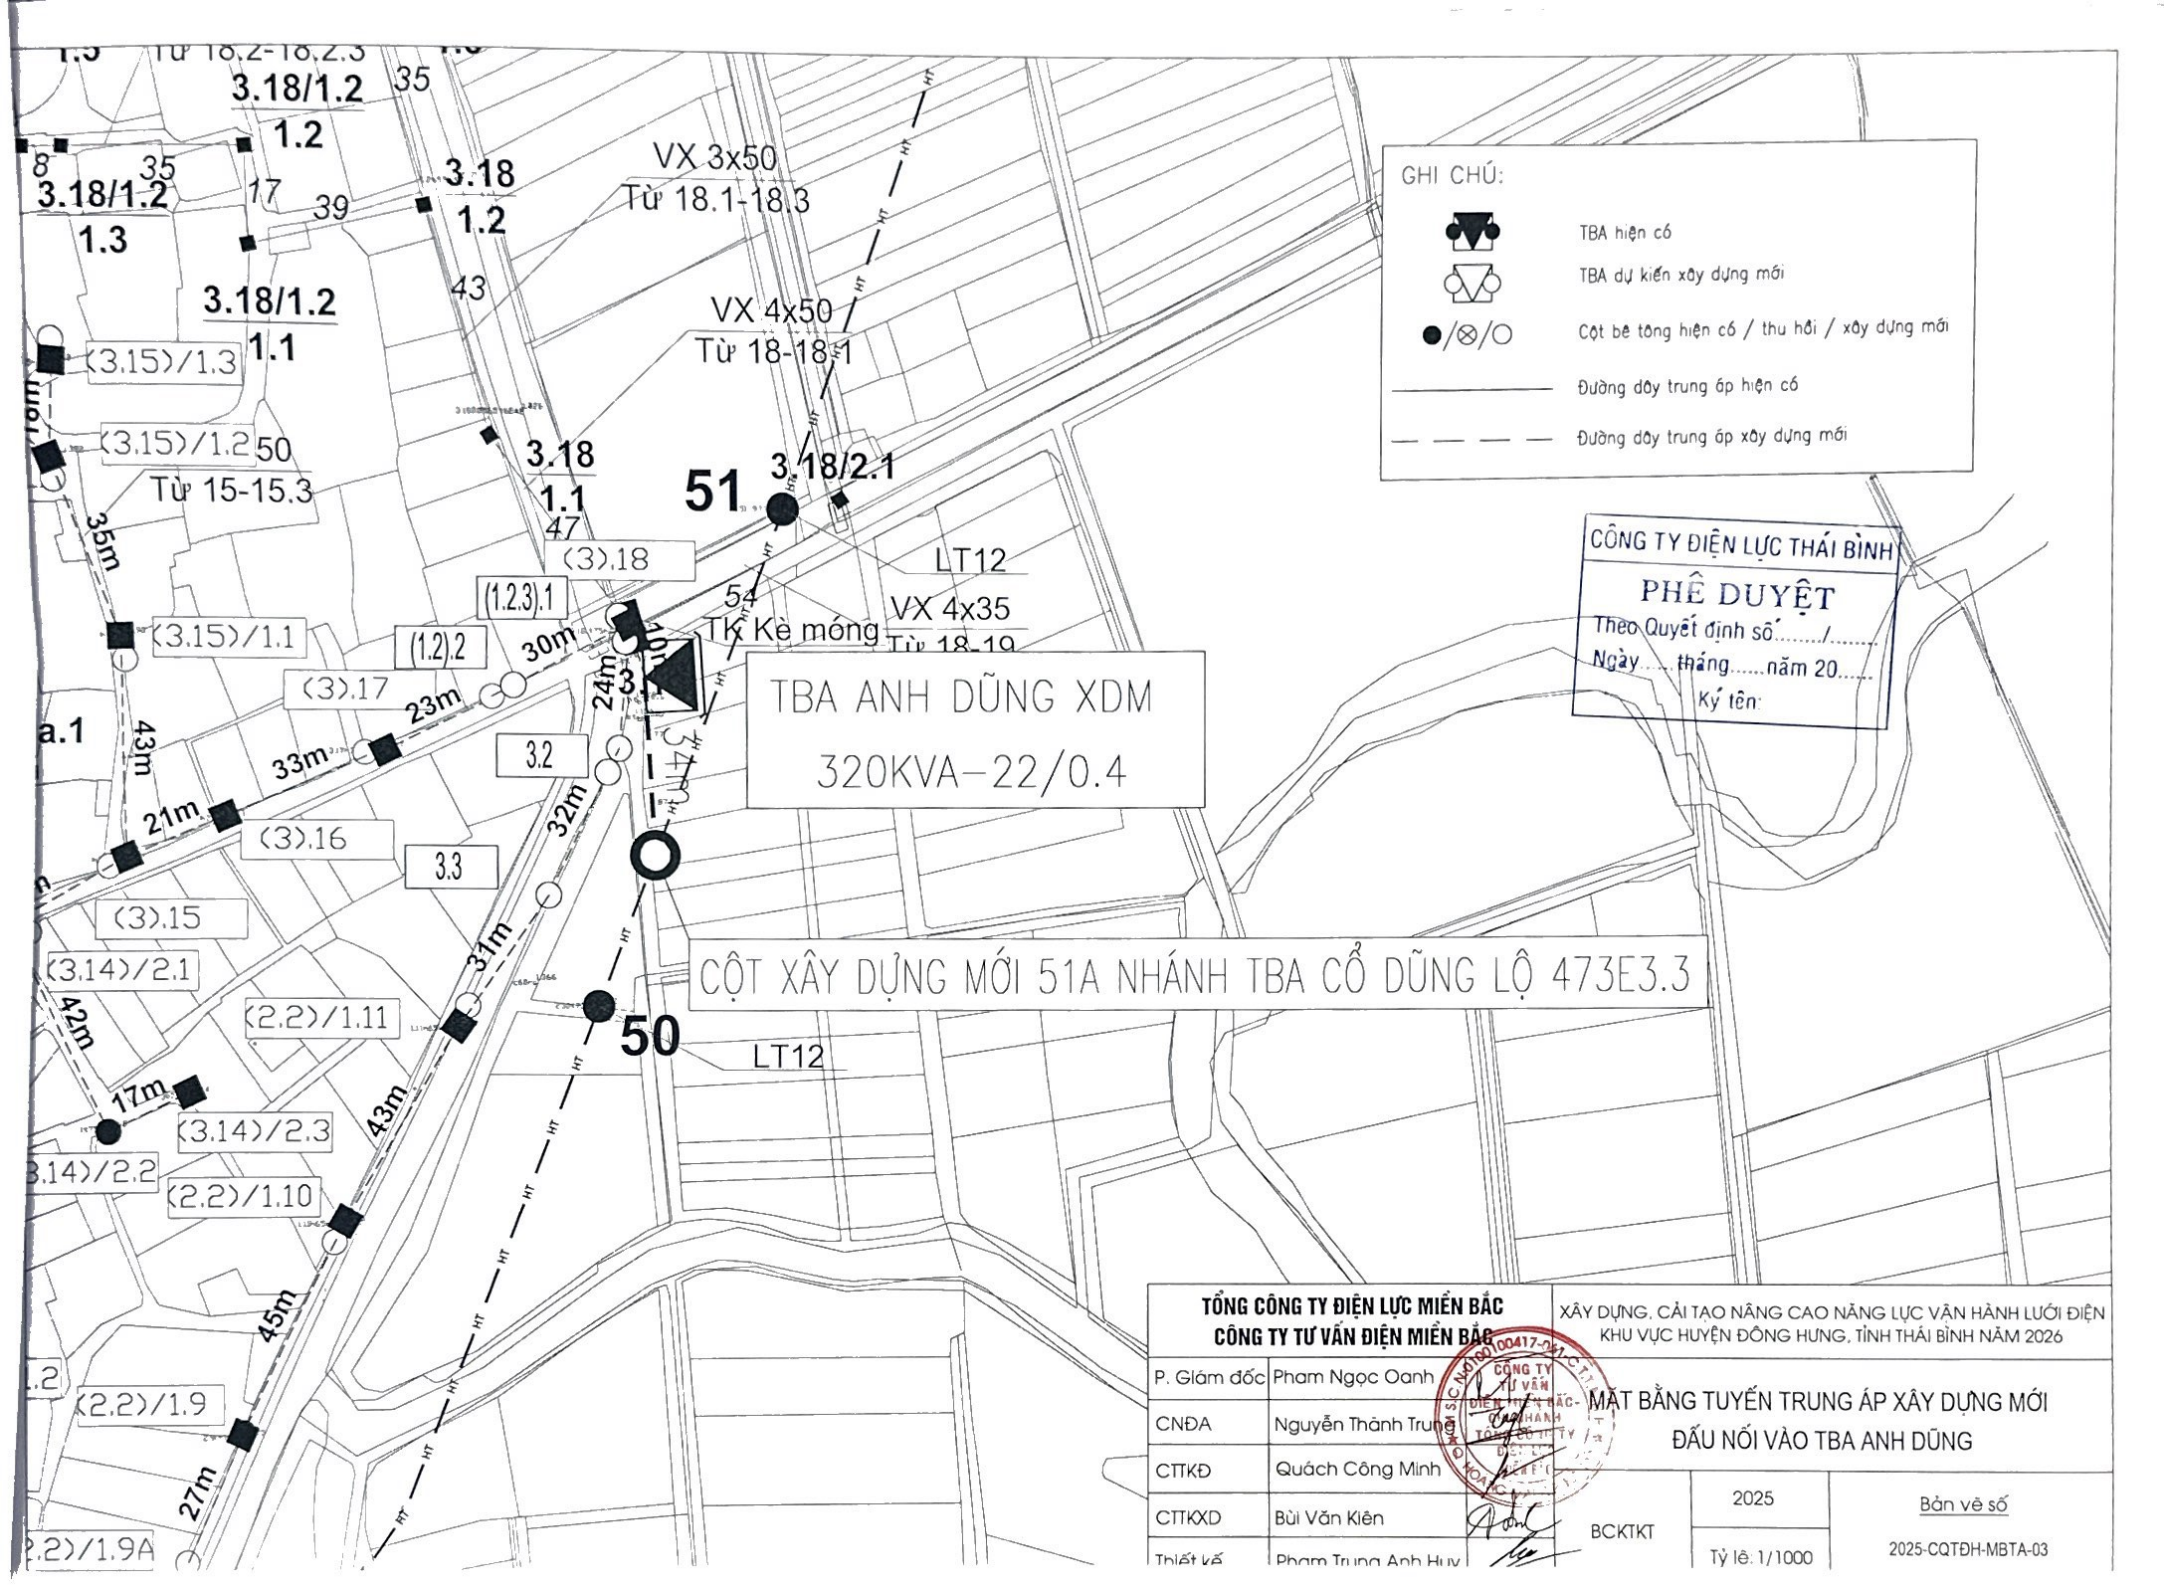 Từ 18.2-18.2.3
3.18/1.2
1.2
35
8
35
3.18/1.2
1.3
17
39
3.18
1.2
VX 3x50
Từ 18.1-18.3
HT
43
3.18/1.2
1.1
VX 4x50
Từ 18-18.1
(3.15)/1.3
(3.15)/1.2
50
Từ 15-15.3
3.18
1.1
47
51
3.18/2.1
35m
(3).18
LT12
(1.2.3).1
54
VX 4x35
Từ 18-19
TK Kè móng
(3.15)/1.1
(1.2).2
30m
10m
(3).17
23m
24m
TBA ANH DŨNG XDM
320KVA-22/0.4
a.1
43m
33m
3.2
34m
21m
32m
(3).16
3.3
(3).15
31m
(3.14)/2.1
CỘT XÂY DỰNG MỚI 51A NHÁNH TBA CỔ DŨNG LỘ 473E3.3
42m
(2.2)/1.11
50
LT12
17m
43m
(3.14)/2.3
3.14)/2.2
(2.2)/1.10
45m
.2
(2.2)/1.9
27m
2.2)/1.9A
GHI CHÚ:
TBA hiện có
TBA dự kiến xây dựng mới
Cột bê tông hiện có / thu hồi / xây dựng mới
Đường dây trung áp hiện có
Đường dây trung áp xây dựng mới
CÔNG TY ĐIỆN LỰC THÁI BÌNH
PHÊ DUYỆT
Theo Quyết định số......./.......
Ngày......tháng......năm 20......
Ký tên:
TỔNG CÔNG TY ĐIỆN LỰC MIỀN BẮC
CÔNG TY TƯ VẤN ĐIỆN MIỀN BẮC
XÂY DỰNG, CẢI TẠO NÂNG CAO NĂNG LỰC VẬN HÀNH LƯỚI ĐIỆN
KHU VỰC HUYỆN ĐÔNG HƯNG, TỈNH THÁI BÌNH NĂM 2026
P. Giám đốc Phạm Ngọc Oanh
CNĐA Nguyễn Thành Trung
CTTKĐ Quách Công Minh
CTTKXD Bùi Văn Kiên
Thiết kế Phạm Trung Anh Huy
CÔNG TY
TƯ VẤN
MẶT BẰNG TUYẾN TRUNG ÁP XÂY DỰNG MỚI
ĐẤU NỐI VÀO TBA ANH DŨNG
BCKTKT
2025
Tỷ lệ: 1/1000
Bản vẽ số
2025-CQTĐH-MBTA-03